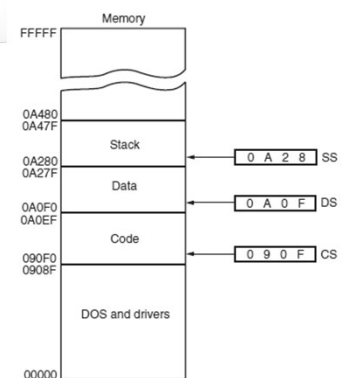 Memory
FFFFF
0A480
0A47F
Stack
0 A 2 8 SS
0A280
0A27F
Data
0 A 0 F DS
0A0F0
0A0EF
Code
0 9 0 F CS
090F0
0908F
DOS and drivers
00000